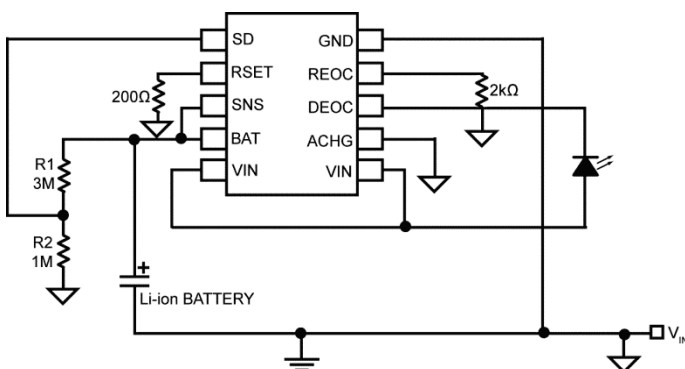 SD
GND
RSET
REOC
200Ω
2kΩ
SNS
DEOC
BAT
ACHG
R1
3M
VIN
VIN
R2
1M
+
Li-ion BATTERY
VIN